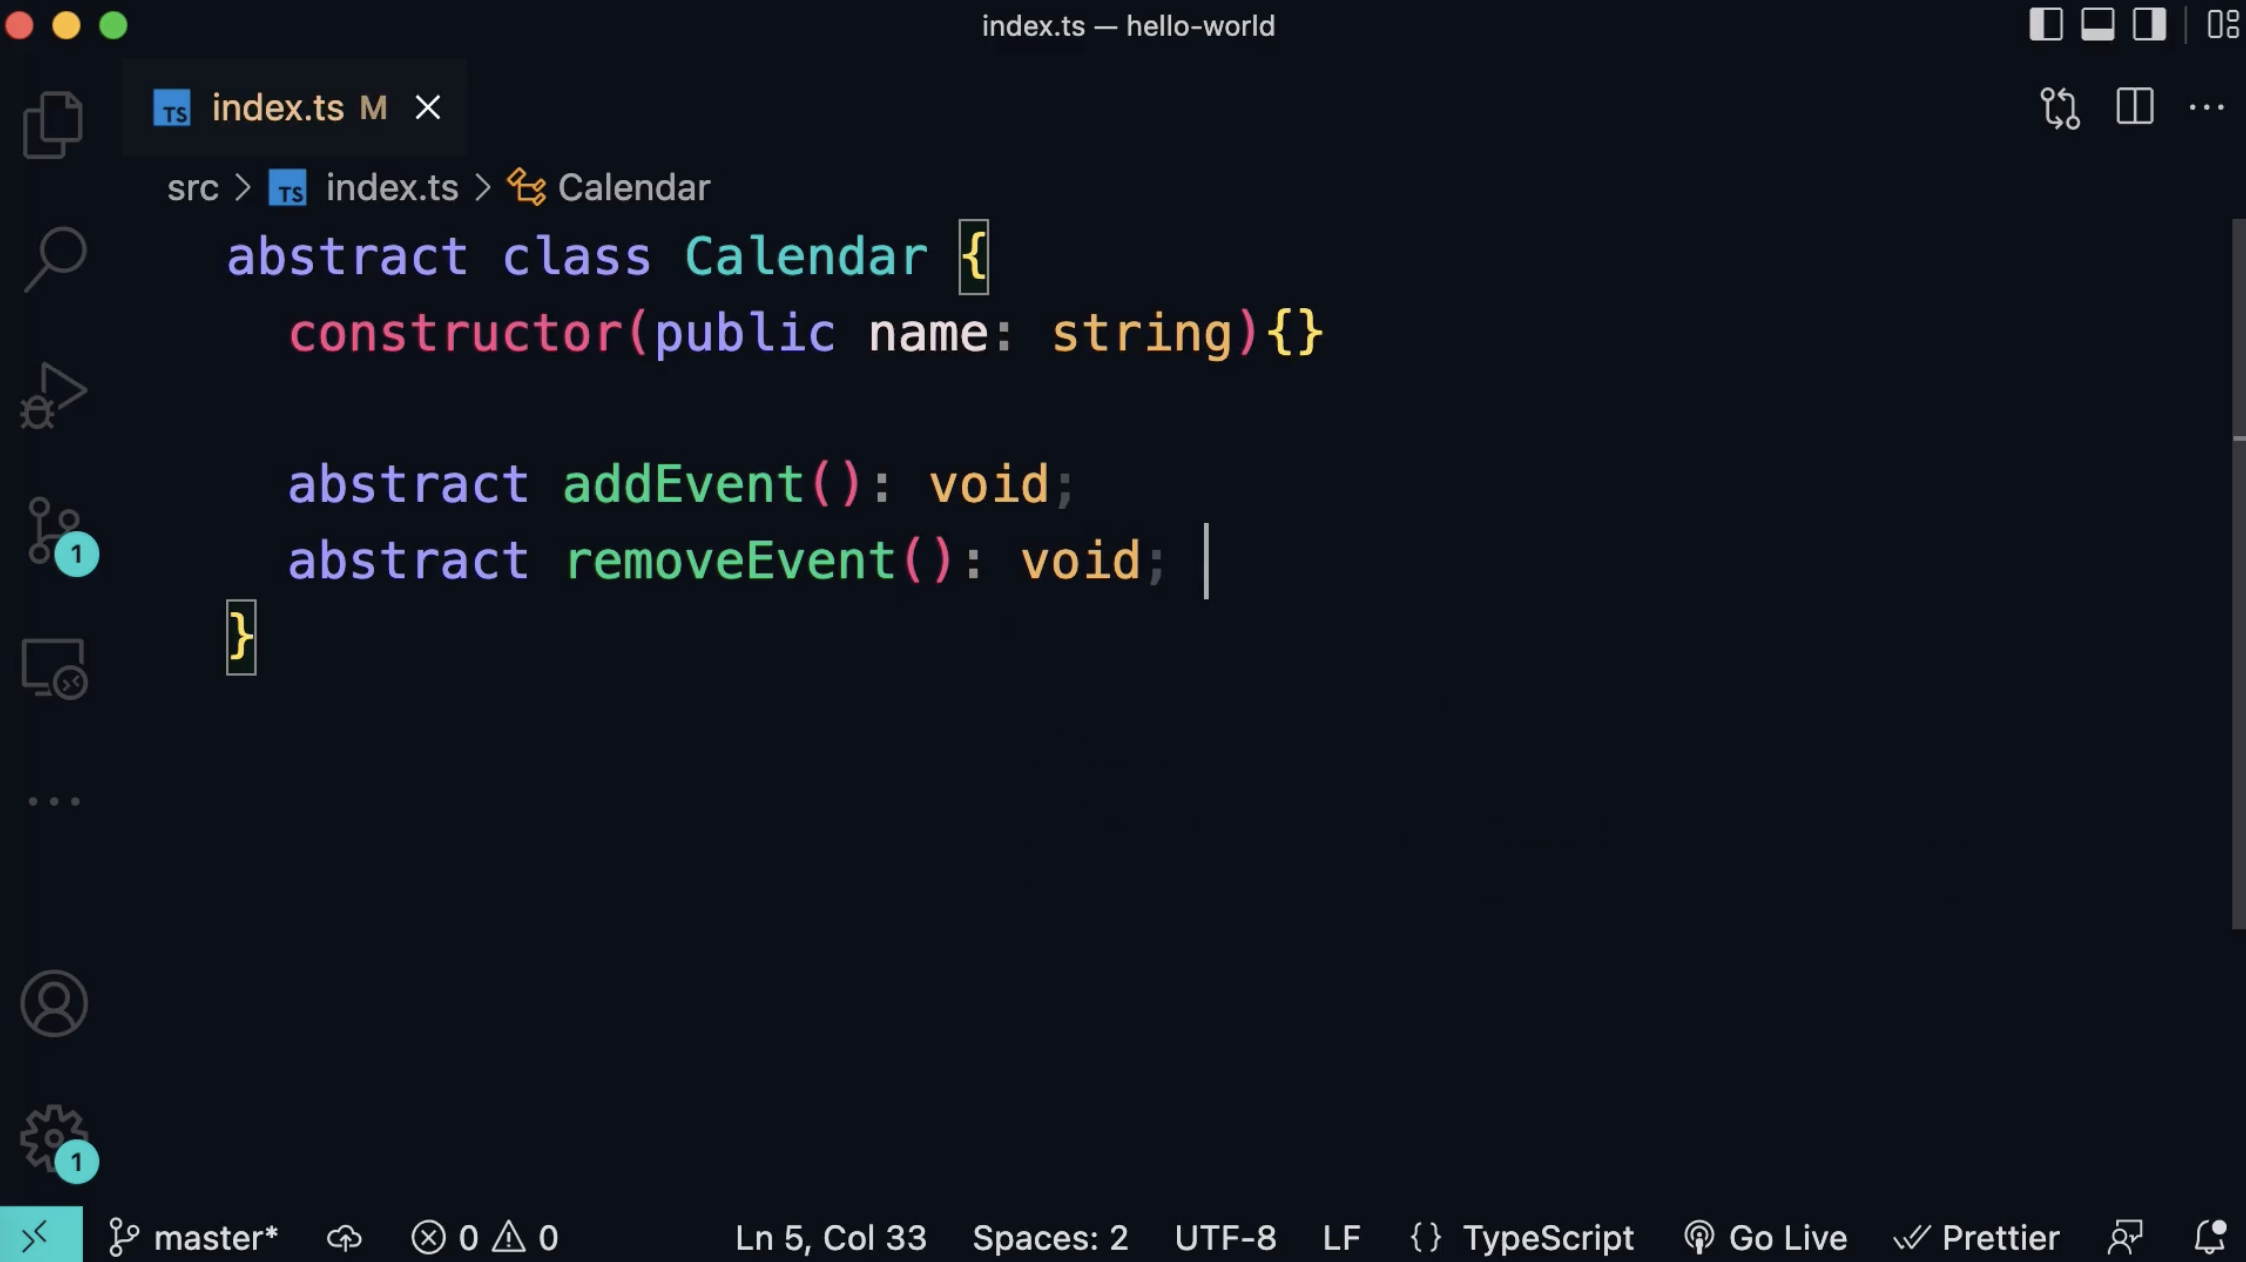 index.ts — hello-world
TS index.ts M
src > TS index.ts > Calendar
abstract class Calendar {
constructor(public name: string){}
abstract addEvent(): void;
abstract removeEvent(): void;
}
1
1
master* 0 0 Ln 5, Col 33 Spaces: 2 UTF-8 LF {} TypeScript Go Live Prettier